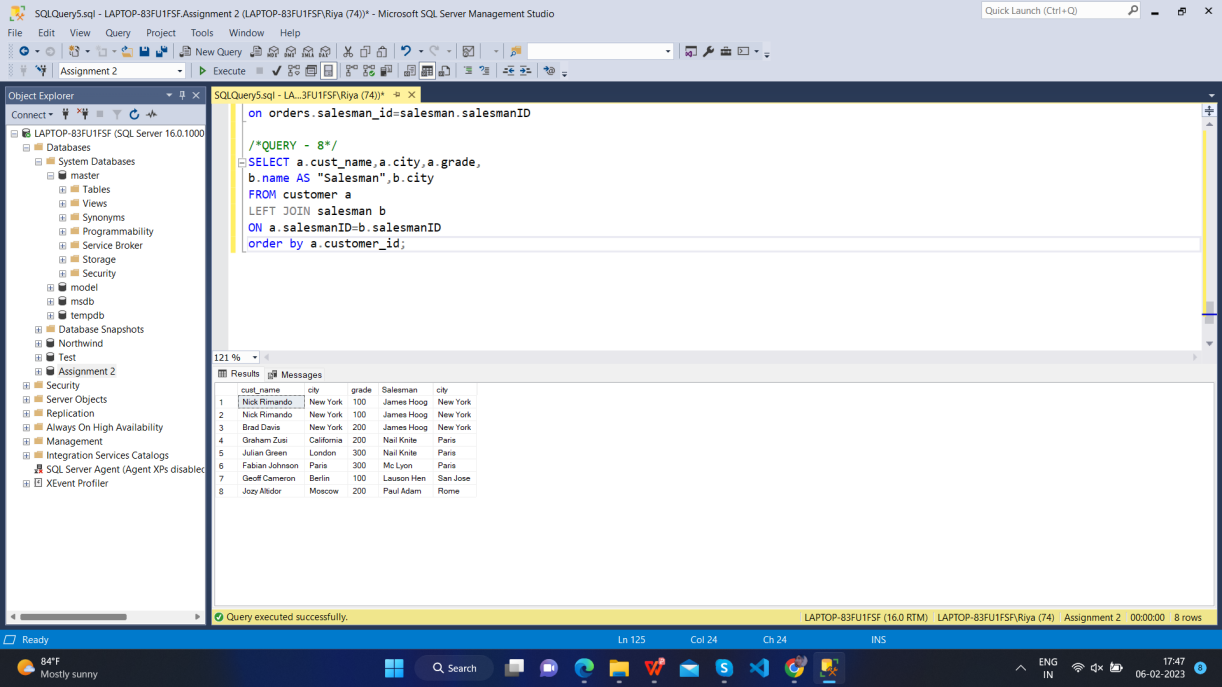 SQLQuery5.sql - LAPTOP-83FU1FSF.Assignment 2 (LAPTOP-83FU1FSF\Riya (74))* - Microsoft SQL Server Management Studio
Quick Launch (Ctrl+Q)
File Edit View Query Project Tools Window Help
New Query
Assignment 2
Execute
Object Explorer
Connect
LAPTOP-83FU1FSF (SQL Server 16.0.1000
Databases
System Databases
master
Tables
Views
Synonyms
Programmability
Service Broker
Storage
Security
model
msdb
tempdb
Database Snapshots
Northwind
Test
Assignment 2
Security
Server Objects
Replication
Always On High Availability
Management
Integration Services Catalogs
SQL Server Agent (Agent XPs disabled
XEvent Profiler
SQLQuery5.sql - LA...3FU1FSF\Riya (74))*
on orders.salesman_id=salesman.salesmanID
/*QUERY - 8*/
SELECT a.cust_name,a.city,a.grade,
b.name AS "Salesman",b.city
FROM customer a
LEFT JOIN salesman b
ON a.salesmanID=b.salesmanID
order by a.customer_id;
121 %
Results Messages
cust_name city grade Salesman city
1 Nick Rimando New York 100 James Hoog New York
2 Nick Rimando New York 100 James Hoog New York
3 Brad Davis New York 200 James Hoog New York
4 Graham Zusi California 200 Nail Knite Paris
5 Julian Green London 300 Nail Knite Paris
6 Fabian Johnson Paris 300 Mc Lyon Paris
7 Geoff Cameron Berlin 100 Lauson Hen San Jose
8 Jozy Altidor Moscow 200 Paul Adam Rome
Query executed successfully.
LAPTOP-83FU1FSF (16.0 RTM) LAPTOP-83FU1FSF\Riya (74) Assignment 2 00:00:00 8 rows
Ready
Ln 125 Col 24 Ch 24 INS
84°F
Mostly sunny
Search
ENG
IN
17:47
06-02-2023
8